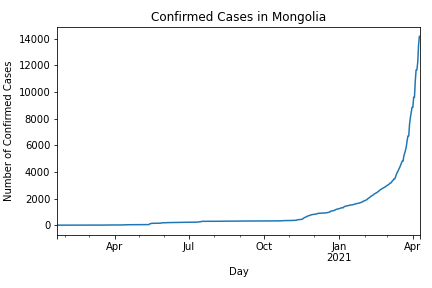 Confirmed Cases in Mongolia
Number of Confirmed Cases
14000
12000
10000
8000
6000
4000
2000
0
Apr Jul Oct Jan Apr
2021
Day